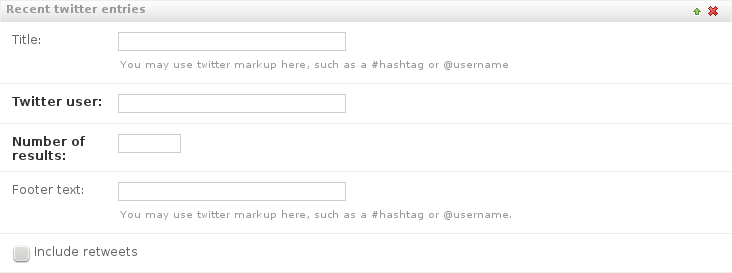 Recent twitter entries
Title:
You may use twitter markup here, such as a #hashtag or @username
Twitter user:
Number of
results:
Footer text:
You may use twitter markup here, such as a #hashtag or @username.
Include retweets